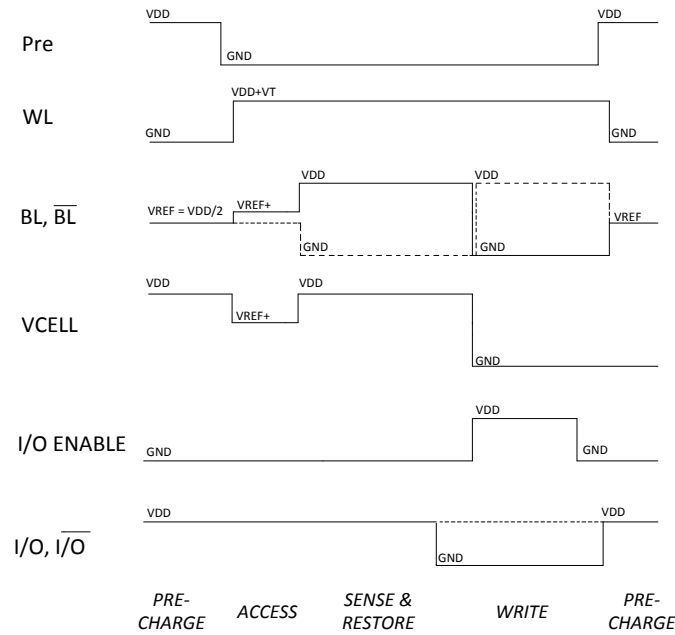 VDD
VDD
Pre
GND
VDD+VT
WL
GND
GND
VDD
VDD
BL, BL
VREF = VDD/2
VREF+
VREF
GND
GND
VDD
VDD
VCELL
VREF+
GND
VDD
I/O ENABLE
GND
GND
VDD
VDD
I/O, I/O
GND
PRE-
CHARGE
ACCESS
SENSE &
RESTORE
WRITE
PRE-
CHARGE